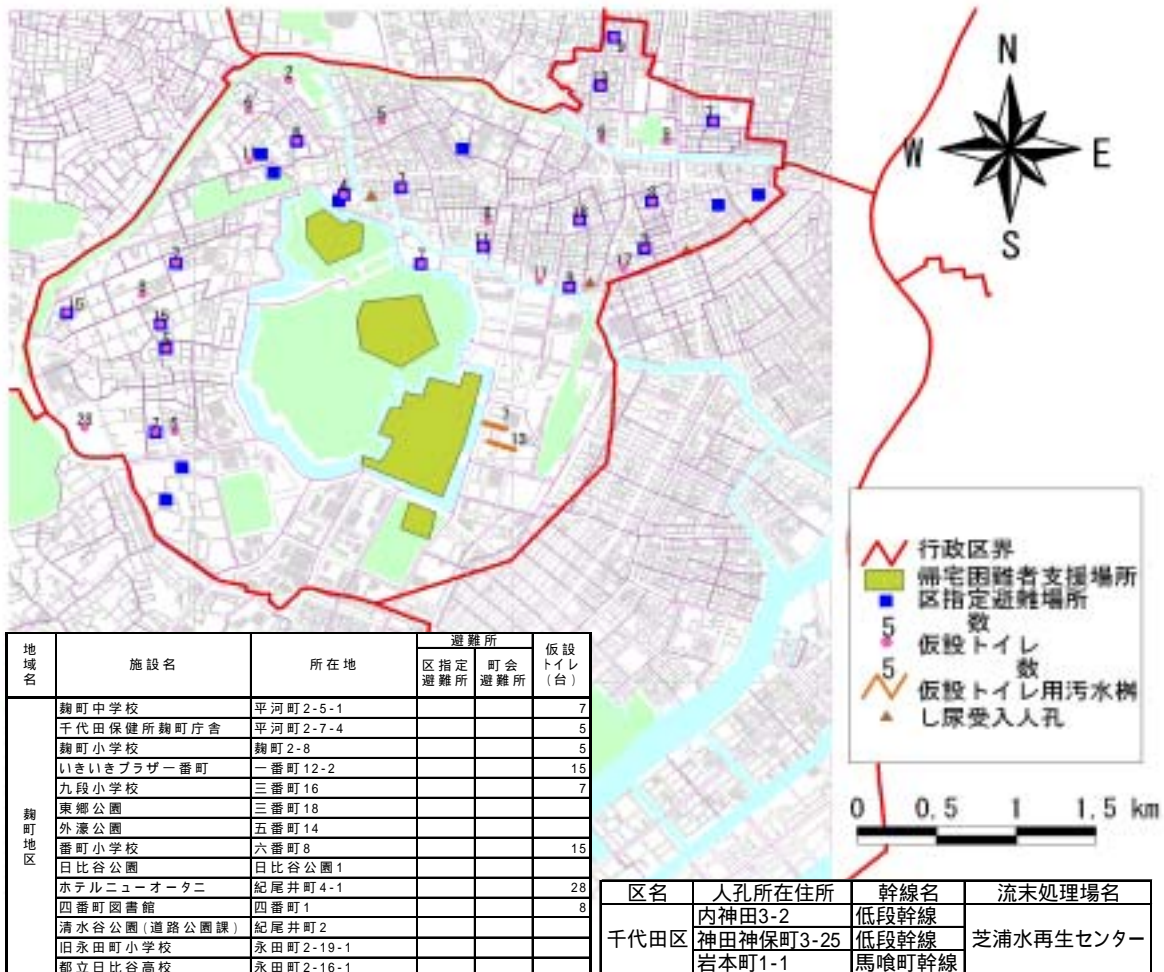 N
W
E
S
行政区界
帰宅困難者支援場所
区指定避難場所
5 数
仮設トイレ
5 数
仮設トイレ用汚水桝
し尿受入人孔
0 0.5 1 1.5 km
地域名 施設名 所在地 避難所 仮設トイレ(台)
区指定避難所 町会避難所
麹町地区
麹町中学校 平河町2-5-1 7
千代田保健所麹町庁舎 平河町2-7-4 5
麹町小学校 麹町2-8 5
いきいきプラザ一番町 一番町12-2 15
九段小学校 三番町16 7
東郷公園 三番町18
外濠公園 五番町14
番町小学校 六番町8 15
日比谷公園 日比谷公園1
ホテルニューオータニ 紀尾井町4-1 28
四番町図書館 四番町1 8
清水谷公園(道路公園課) 紀尾井町2
旧永田町小学校 永田町2-19-1
都立日比谷高校 永田町2-16-1
区名 人孔所在住所 幹線名 流末処理場名
千代田区 内神田3-2 低段幹線 芝浦水再生センター
神田神保町3-25 低段幹線
岩本町1-1 馬喰町幹線